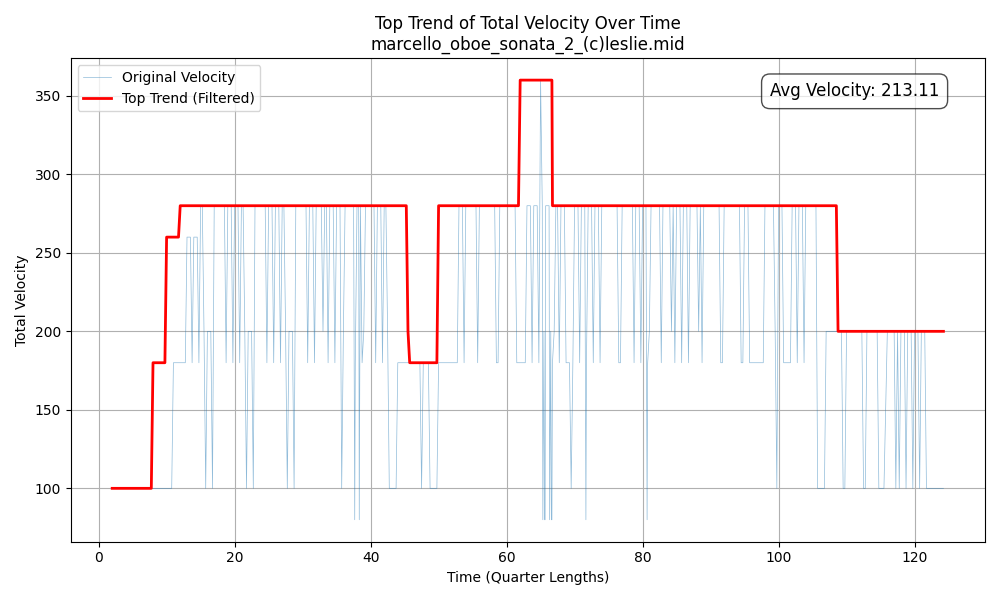 Top Trend of Total Velocity Over Time
marcello_oboe_sonata_2_(c)leslie.mid
Original Velocity
Top Trend (Filtered)
Avg Velocity: 213.11
Total Velocity
350
300
250
200
150
100
0 20 40 60 80 100 120
Time (Quarter Lengths)